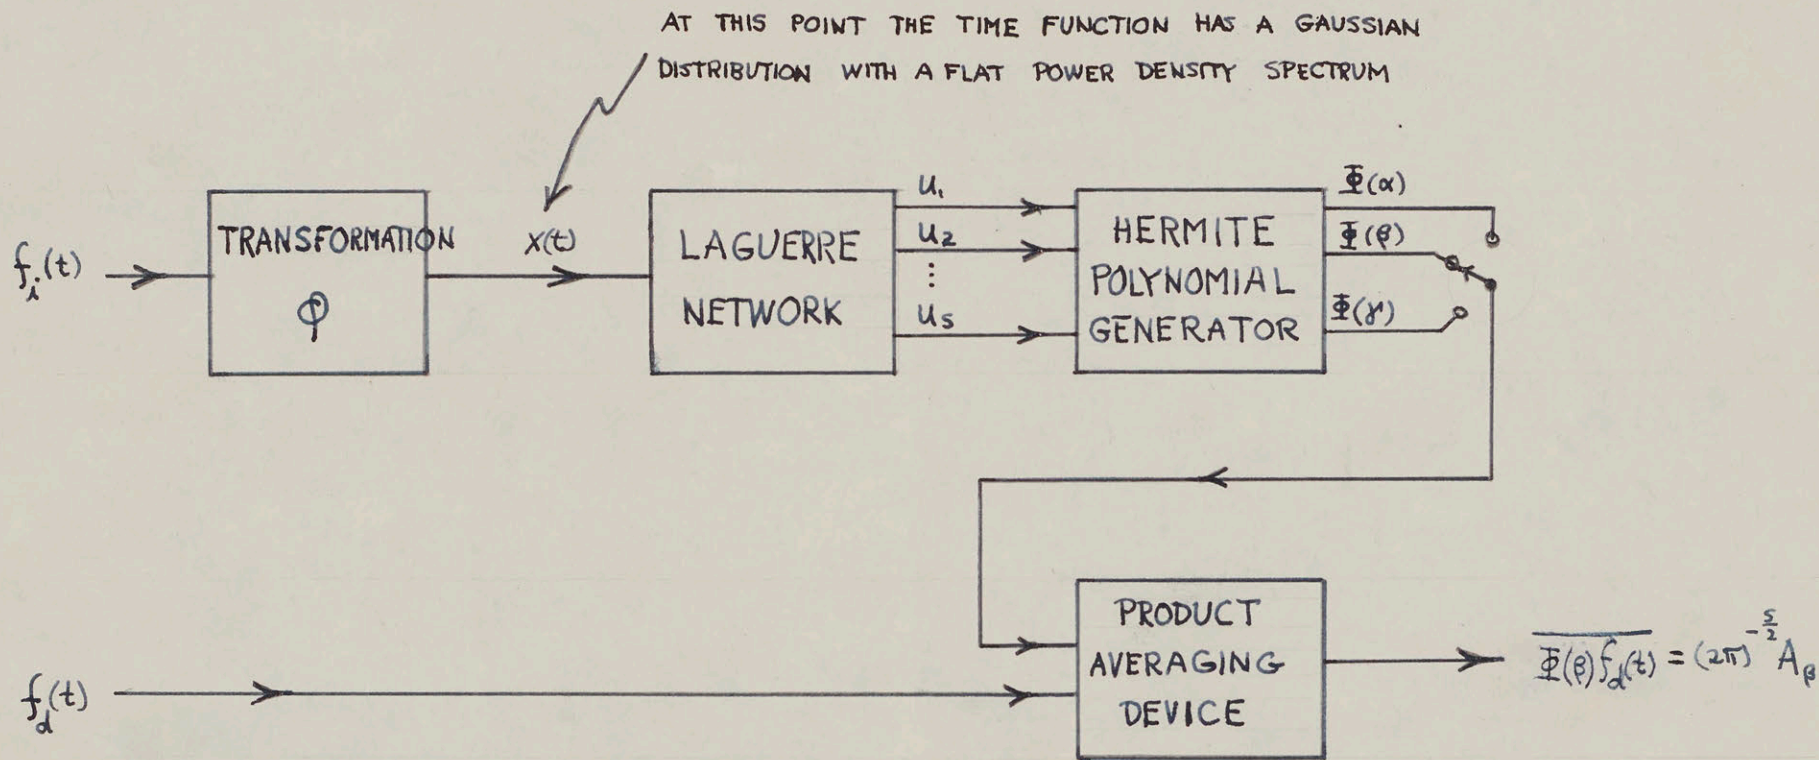 AT THIS POINT THE TIME FUNCTION HAS A GAUSSIAN
DISTRIBUTION WITH A FLAT POWER DENSITY SPECTRUM
f_i(t)
TRANSFORMATION
φ
X(t)
LAGUERRE
NETWORK
u₁
u₂
⋮
u_s
HERMITE
POLYNOMIAL
GENERATOR
Φ(α)
Φ(β)
Φ(γ)
f_d(t)
PRODUCT
AVERAGING
DEVICE
\overline{Φ(β)f_d(t)} = (2π)^{-s/2} A_β